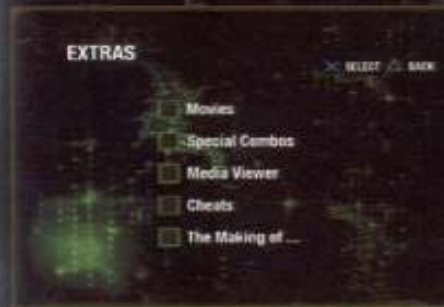 EXTRAS
SELECT BACK
Movies
Special Combos
Media Viewer
Cheats
The Making of ...